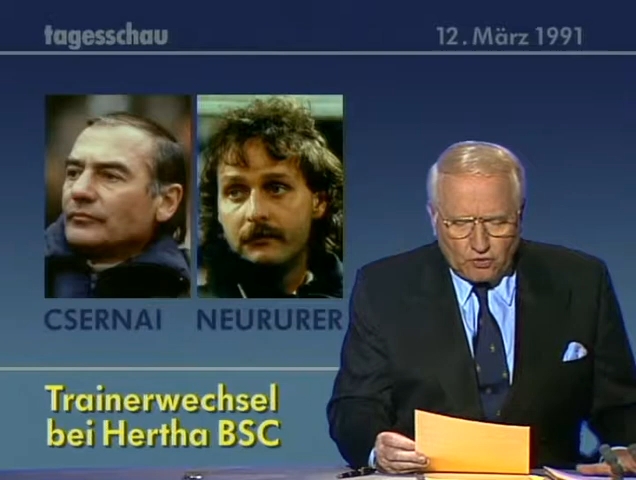 tagesschau
12. März 1991
CSERNAI
NEURURER
Trainerwechsel
bei Hertha BSC